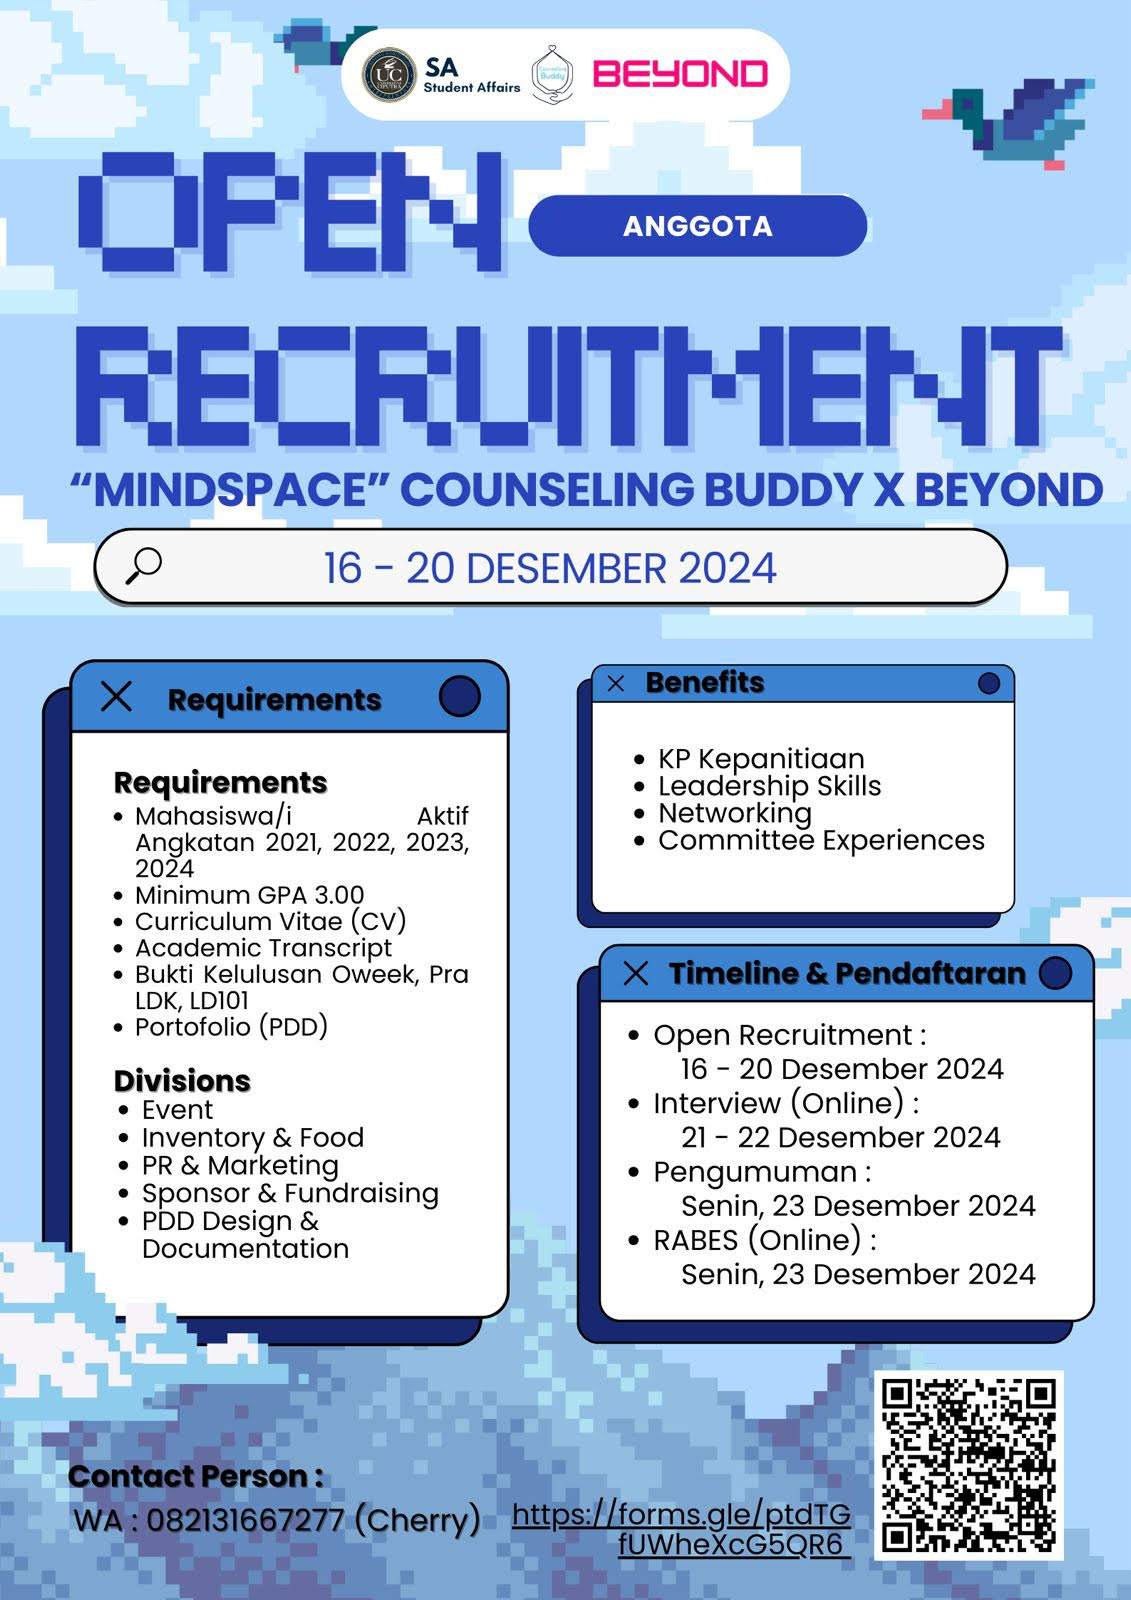 UC
UNIVERSITAS CIPUTRA
SA
Student Affairs
Counseling
Buddy
BEYOND
OPEN
ANGGOTA
RECRUITMENT
“MINDSPACE” COUNSELING BUDDY X BEYOND
16 - 20 DESEMBER 2024
Requirements
Requirements
• Mahasiswa/i Aktif
Angkatan 2021, 2022, 2023,
2024
• Minimum GPA 3.00
• Curriculum Vitae (CV)
• Academic Transcript
• Bukti Kelulusan Oweek, Pra
LDK, LD101
• Portofolio (PDD)
Divisions
• Event
• Inventory & Food
• PR & Marketing
• Sponsor & Fundraising
• PDD Design &
Documentation
Benefits
• KP Kepanitiaan
• Leadership Skills
• Networking
• Committee Experiences
Timeline & Pendaftaran
• Open Recruitment :
16 - 20 Desember 2024
• Interview (Online) :
21 - 22 Desember 2024
• Pengumuman :
Senin, 23 Desember 2024
• RABES (Online) :
Senin, 23 Desember 2024
Contact Person :
WA : 082131667277 (Cherry)
https://forms.gle/ptdTG
fUWheXcG5QR6